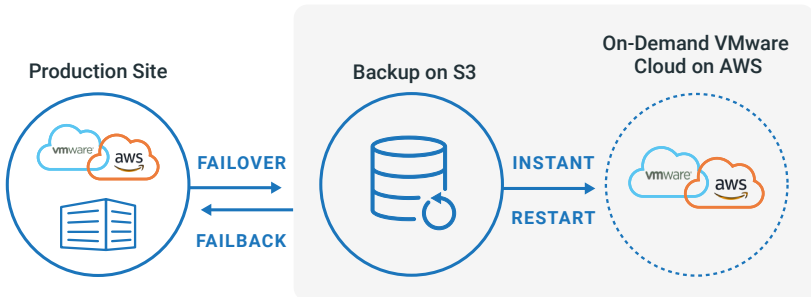 Production Site
vmware
aws
FAILOVER
FAILBACK
Backup on S3
INSTANT
RESTART
On-Demand VMware
Cloud on AWS
vmware
aws